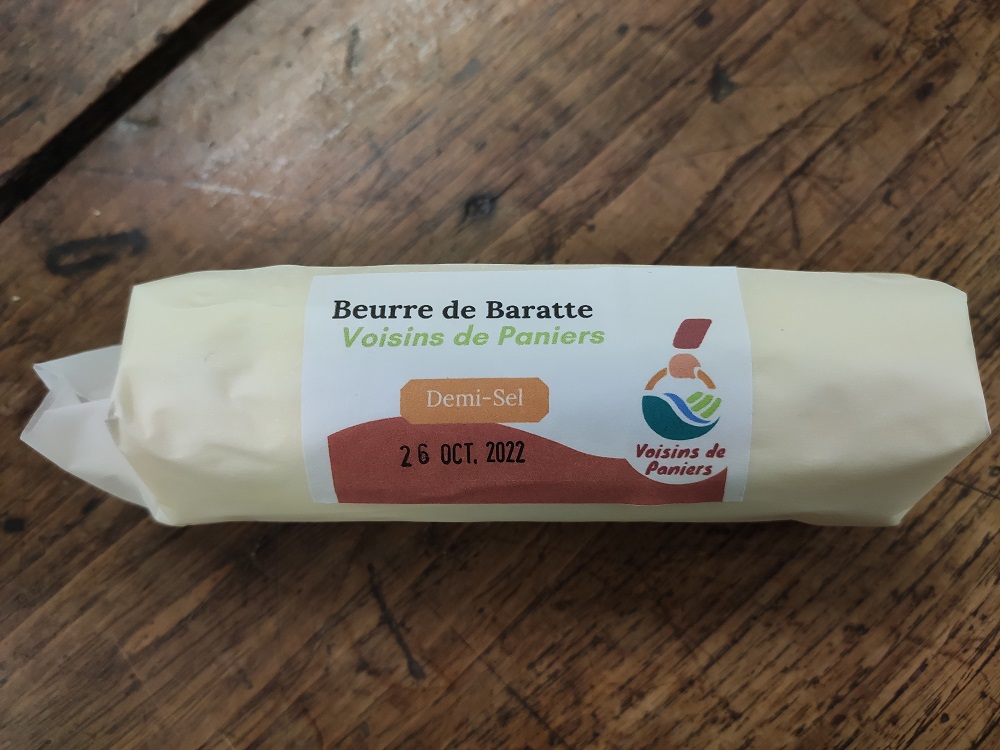 Beurre de Baratte
Voisins de Paniers
Demi-Sel
26 OCT. 2022
Voisins de
Paniers